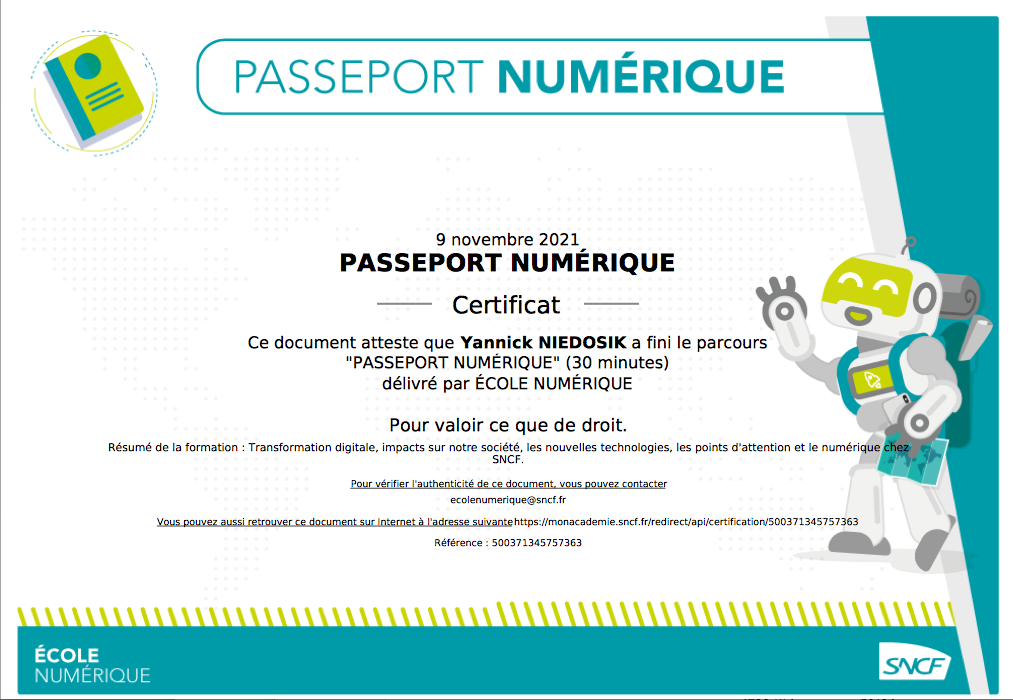 PASSEPORT NUMÉRIQUE
9 novembre 2021
PASSEPORT NUMÉRIQUE
Certificat
Ce document atteste que Yannick NIEDOSIK a fini le parcours
"PASSEPORT NUMÉRIQUE" (30 minutes)
délivré par ÉCOLE NUMÉRIQUE
Pour valoir ce que de droit.
Résumé de la formation : Transformation digitale, impacts sur notre société, les nouvelles technologies, les points d'attention et le numérique chez
SNCF.
Pour vérifier l'authenticité de ce document, vous pouvez contacter
ecolenumerique@sncf.fr
Vous pouvez aussi retrouver ce document sur Internet à l'adresse suivante https://monacademie.sncf.fr/redirect/api/certification/500371345757363
Référence : 500371345757363
ÉCOLE
NUMÉRIQUE
SNCF